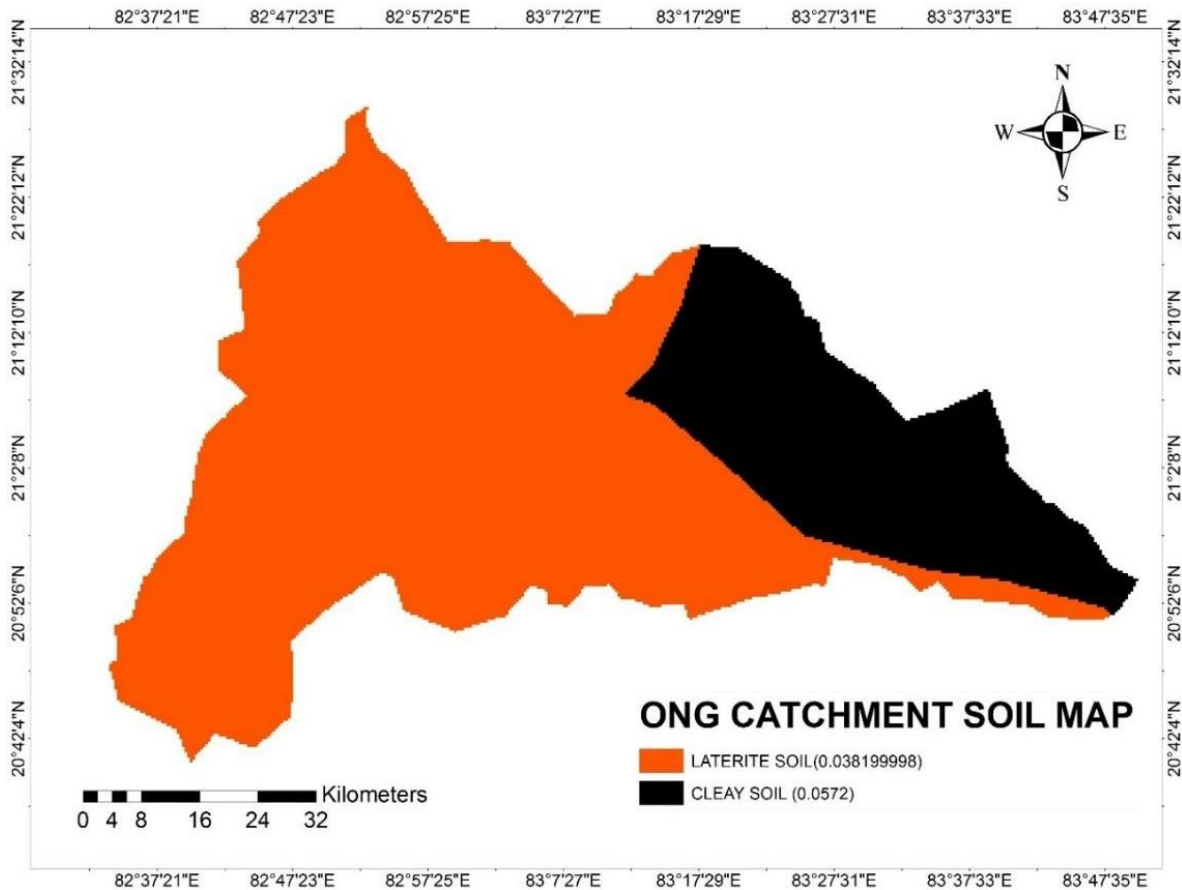 82°37'21"E 82°47'23"E 82°57'25"E 83°7'27"E 83°17'29"E 83°27'31"E 83°37'33"E 83°47'35"E
21°32'14"N 21°32'14"N
N
W E
S
21°22'12"N 21°22'12"N
21°12'10"N 21°12'10"N
21°2'8"N 21°2'8"N
20°52'6"N 20°52'6"N
ONG CATCHMENT SOIL MAP
20°42'4"N 20°42'4"N
LATERITE SOIL(0.038199998)
CLEAY SOIL (0.0572)
Kilometers
0 4 8 16 24 32
82°37'21"E 82°47'23"E 82°57'25"E 83°7'27"E 83°17'29"E 83°27'31"E 83°37'33"E 83°47'35"E